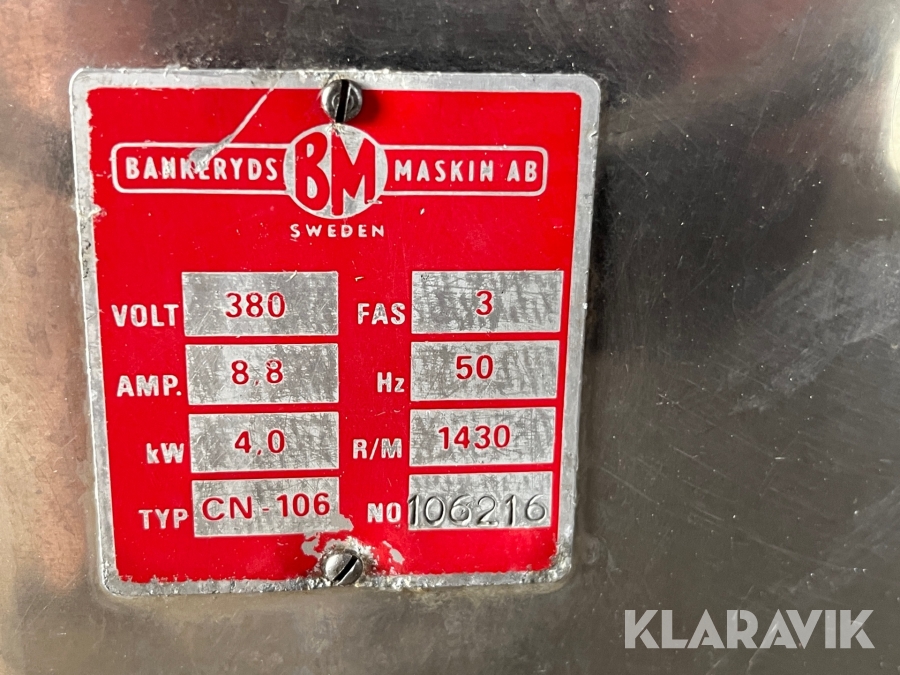 BANKERYDS BM MASKIN AB
SWEDEN
VOLT 380 FAS 3
AMP. 8,8 Hz 50
kW 4,0 R/M 1430
TYP CN-106 NO 106216
KLARAVIK